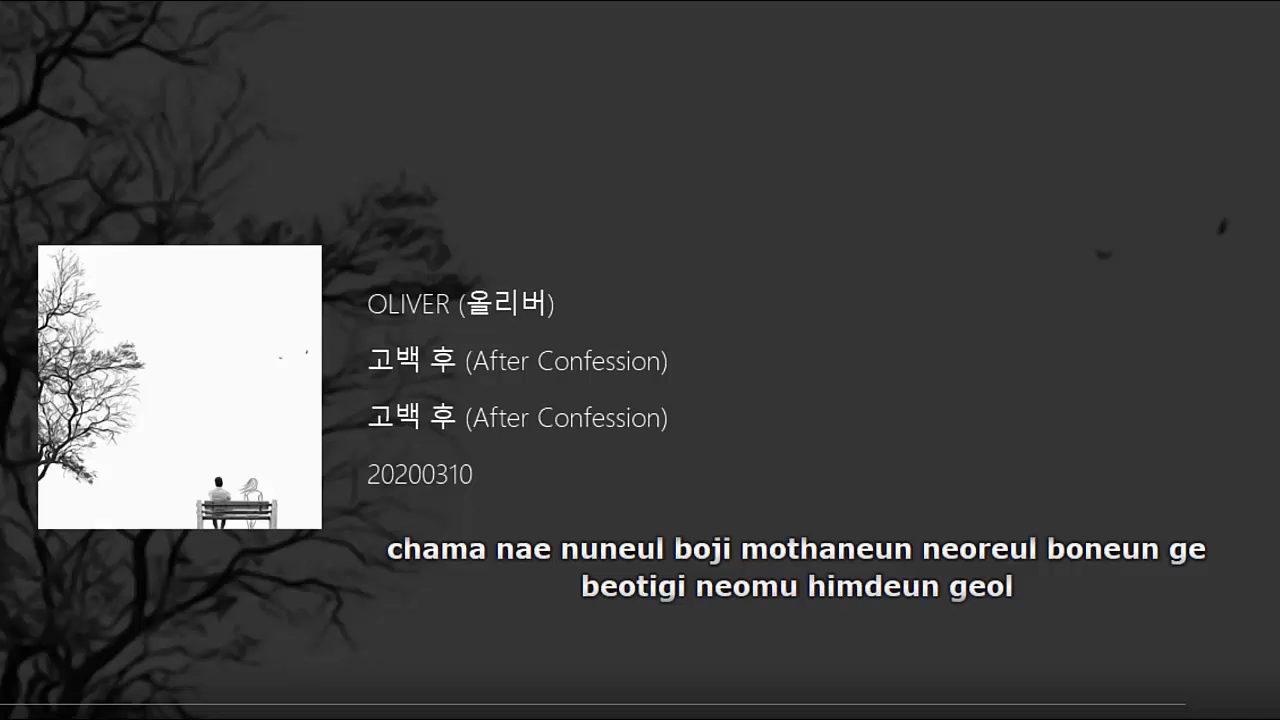 OLIVER (올리버)
고백 후 (After Confession)
고백 후 (After Confession)
20200310
chama nae nuneul boji mothaneun neoreul boneun ge
beotigi neomu himdeun geol